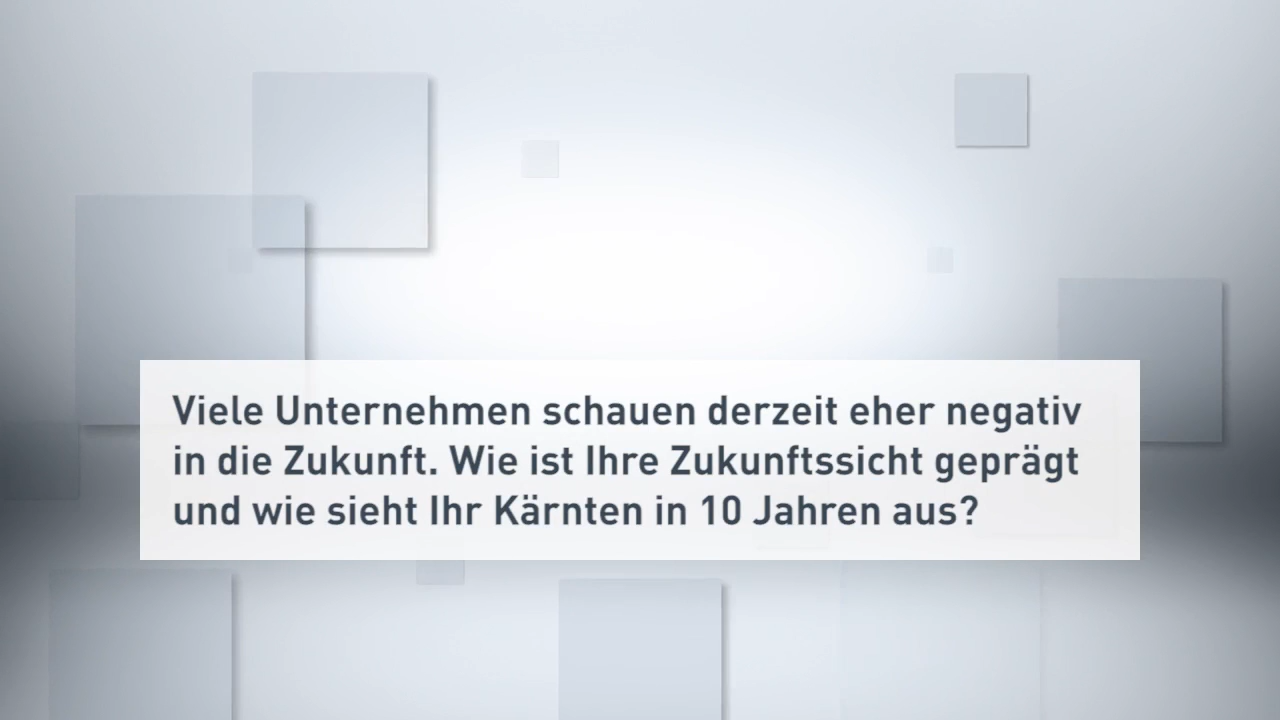 Viele Unternehmen schauen derzeit eher negativ
in die Zukunft. Wie ist Ihre Zukunftssicht geprägt
und wie sieht Ihr Kärnten in 10 Jahren aus?